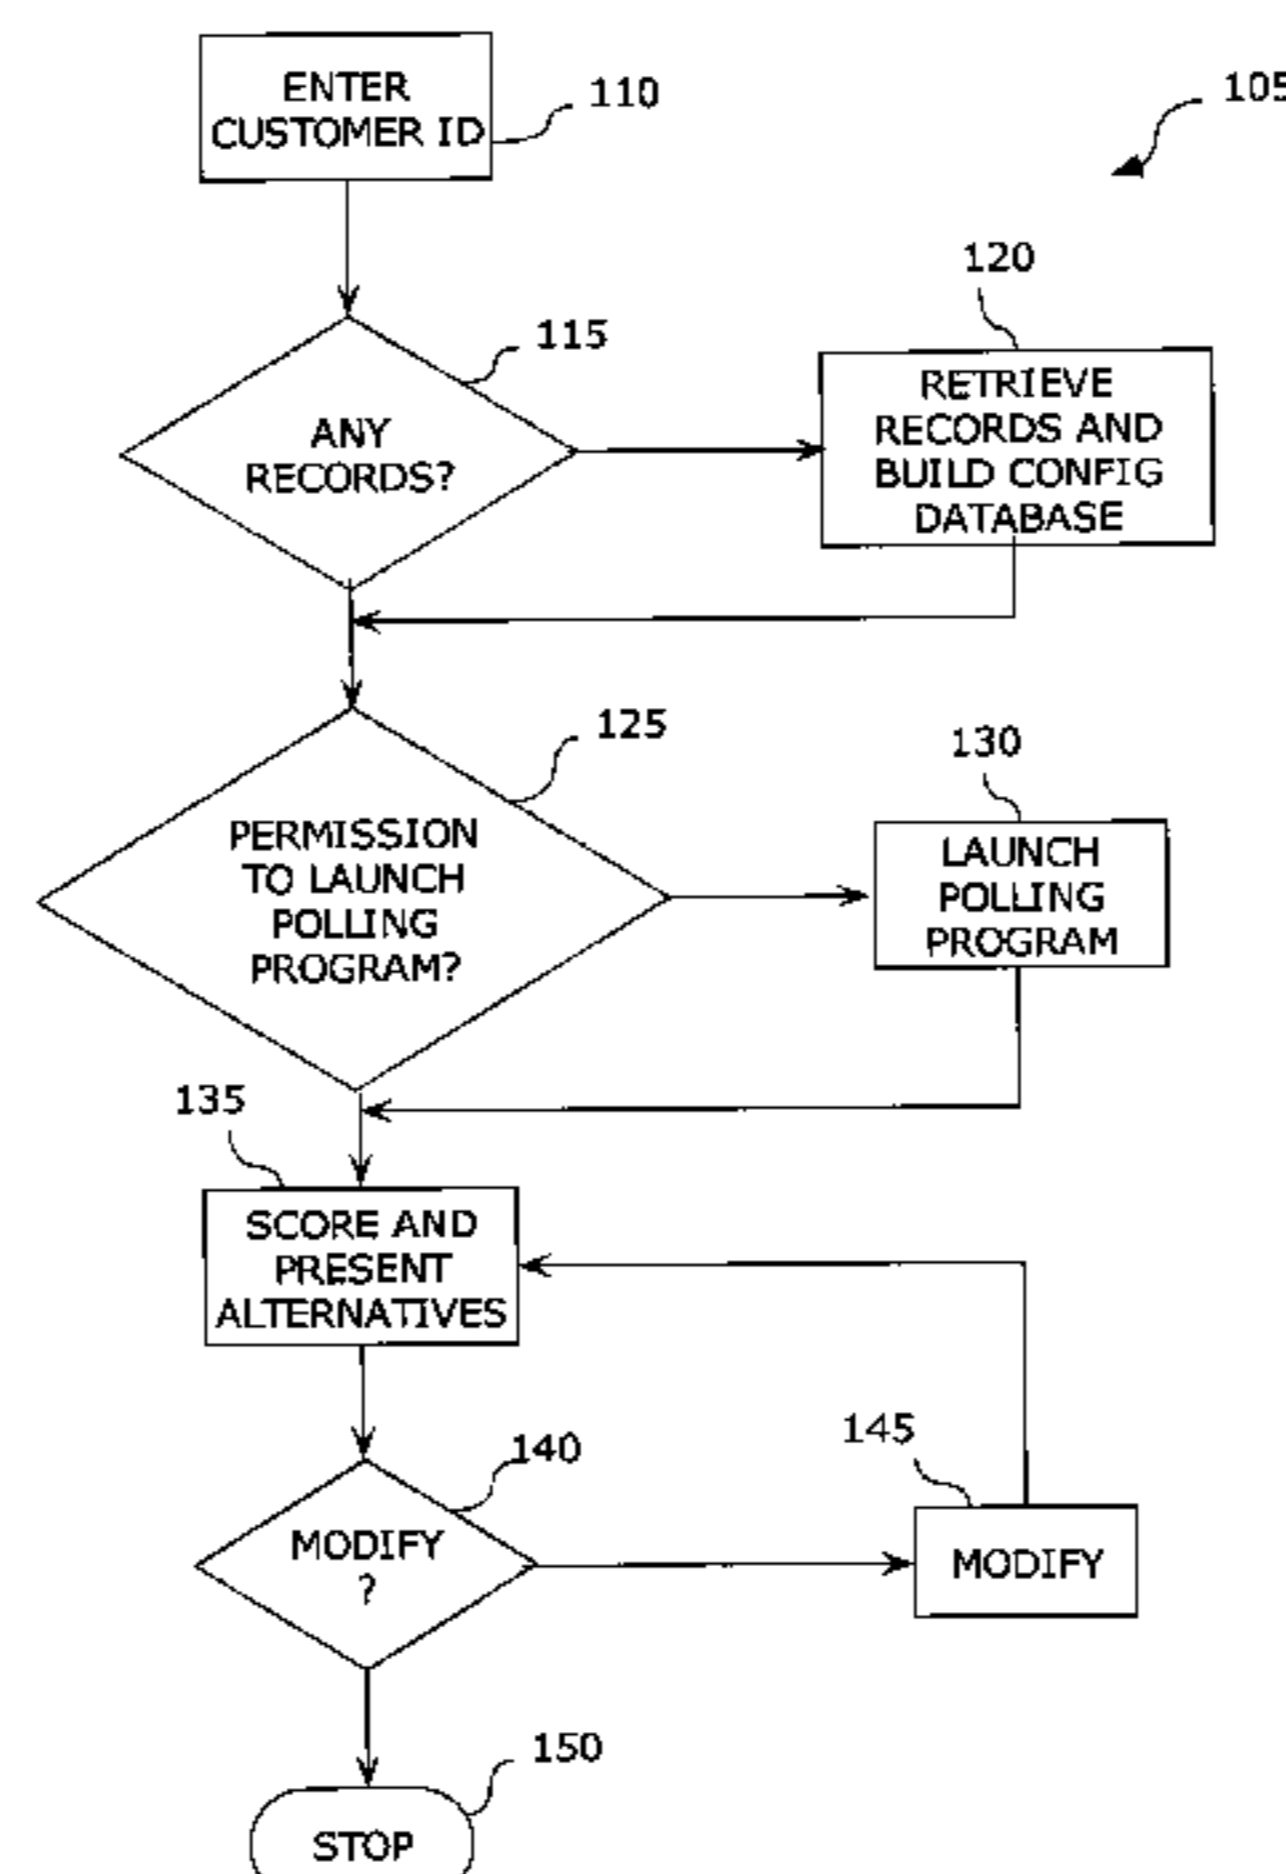 ENTER
CUSTOMER ID
110
105
115
ANY
RECORDS?
120
RETRIEVE
RECORDS AND
BUILD CONFIG
DATABASE
125
PERMISSION
TO LAUNCH
POLLING
PROGRAM?
130
LAUNCH
POLLING
PROGRAM
135
SCORE AND
PRESENT
ALTERNATIVES
140
MODIFY
?
145
MODIFY
150
STOP